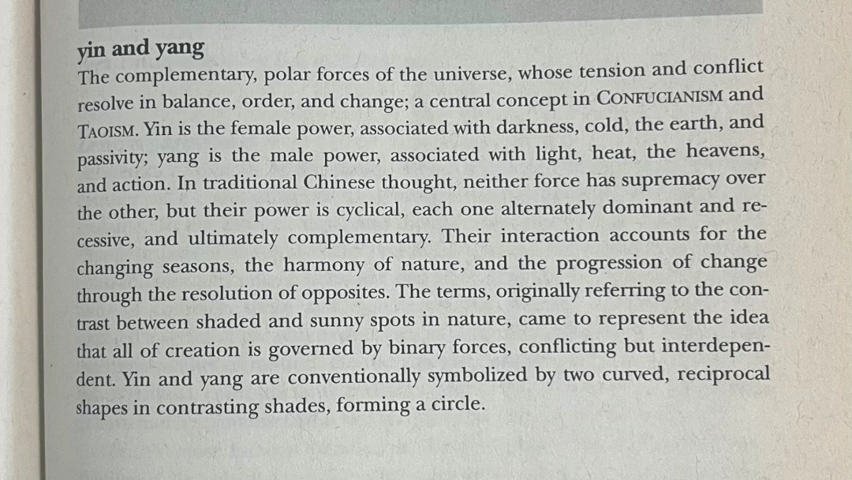 yin and yang
The complementary, polar forces of the universe, whose tension and conflict
resolve in balance, order, and change; a central concept in CONFUCIANISM and
TAOISM. Yin is the female power, associated with darkness, cold, the earth, and
passivity; yang is the male power, associated with light, heat, the heavens,
and action. In traditional Chinese thought, neither force has supremacy over
the other, but their power is cyclical, each one alternately dominant and re-
cessive, and ultimately complementary. Their interaction accounts for the
changing seasons, the harmony of nature, and the progression of change
through the resolution of opposites. The terms, originally referring to the con-
trast between shaded and sunny spots in nature, came to represent the idea
that all of creation is governed by binary forces, conflicting but interdepen-
dent. Yin and yang are conventionally symbolized by two curved, reciprocal
shapes in contrasting shades, forming a circle.